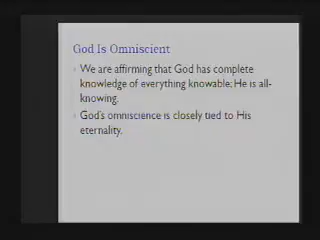 God Is Omniscient
We are affirming that God has complete
knowledge of everything knowable; He is all-
knowing.
God's omniscience is closely tied to His
eternality.